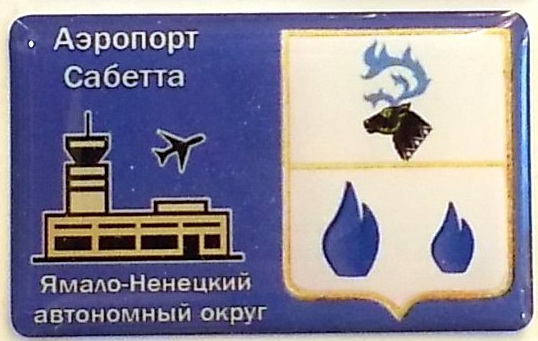 Аэропорт
Сабетта
Ямало-Ненецкий
автономный округ